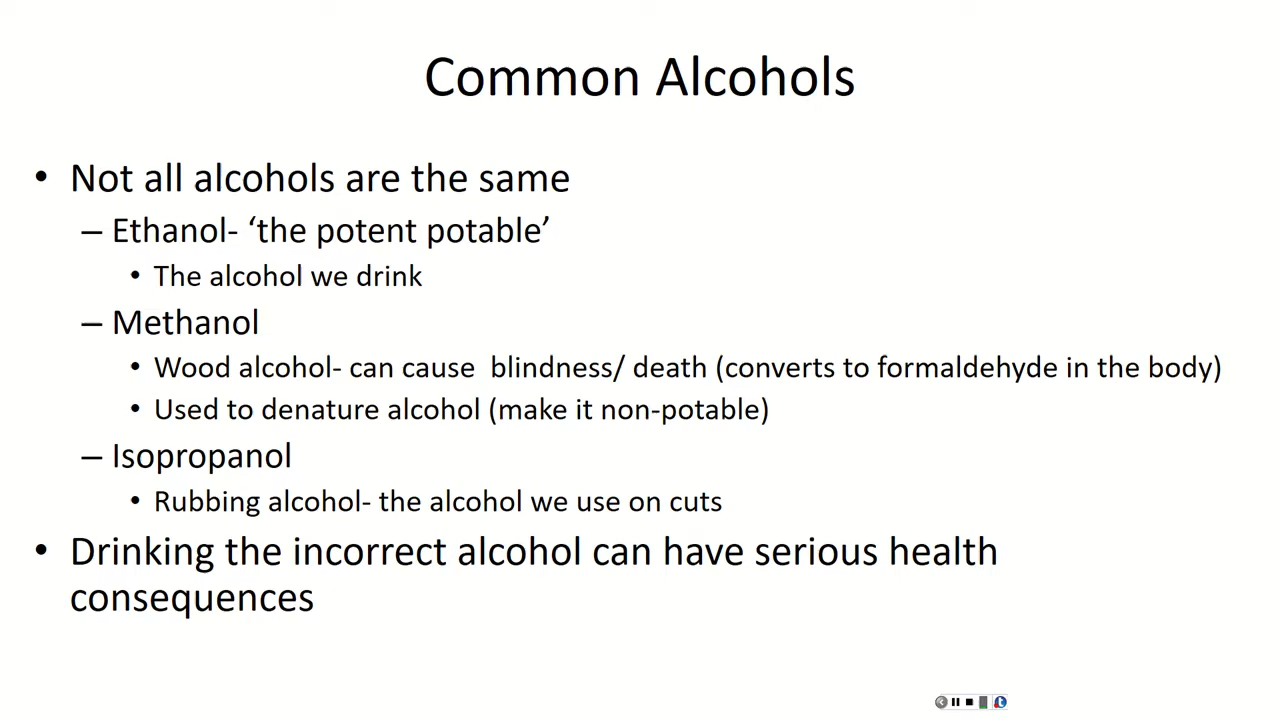 Common Alcohols
• Not all alcohols are the same
– Ethanol- ‘the potent potable’
• The alcohol we drink
– Methanol
• Wood alcohol- can cause  blindness/ death (converts to formaldehyde in the body)
• Used to denature alcohol (make it non-potable)
– Isopropanol
• Rubbing alcohol- the alcohol we use on cuts
• Drinking the incorrect alcohol can have serious health
consequences